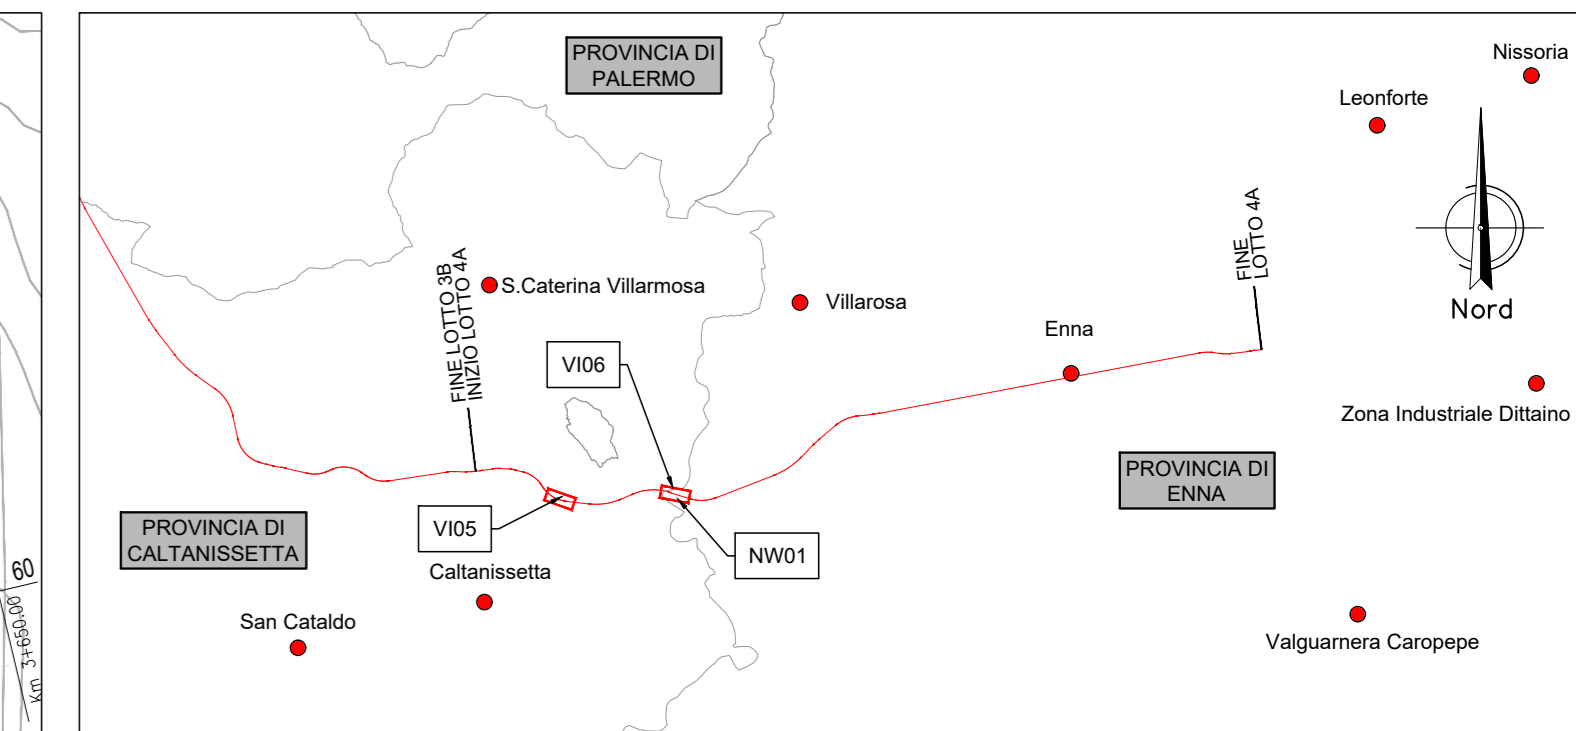 PROVINCIA DI
PALERMO
Nissoria
Leonforte
Nord
FINE
LOTTO 4A
FINE LOTTO 3B
INIZIO LOTTO 4A
S.Caterina Villarmosa
Villarosa
Enna
VI06
Zona Industriale Dittaino
PROVINCIA DI
ENNA
PROVINCIA DI
CALTANISSETTA
VI05
NW01
Caltanissetta
San Cataldo
Valguarnera Caropepe
60
Km 3+650.00